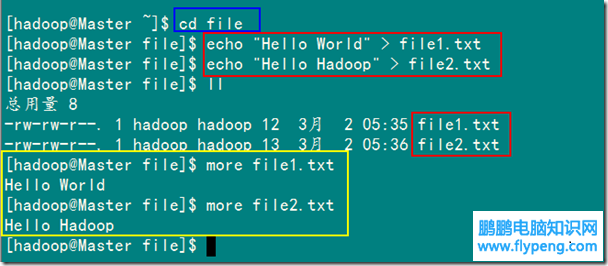 [hadoop@Master ~]$ cd file
[hadoop@Master file]$ echo "Hello World" > file1.txt
[hadoop@Master file]$ echo "Hello Hadoop" > file2.txt
[hadoop@Master file]$ ll
总用量 8
-rw-rw-r--. 1 hadoop hadoop 12 3月 2 05:35 file1.txt
-rw-rw-r--. 1 hadoop hadoop 13 3月 2 05:36 file2.txt
[hadoop@Master file]$ more file1.txt
Hello World
[hadoop@Master file]$ more file2.txt
Hello Hadoop
[hadoop@Master file]$
鹏鹏电脑知识网
www.flypeng.com